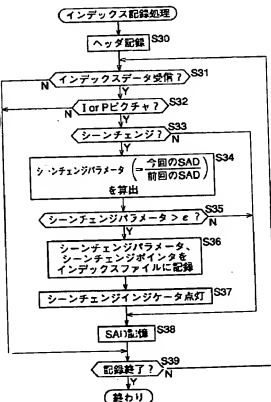 インデックス記録処理
ヘッダ記録 S30
インデックスデータ受信? S31
N
Y
I or Pピクチャ? S32
N
Y
シーンチェンジ? S33
Y
N
S34
シーンチェンジパラメータ(=今回のSAD/前回のSAD)
を算出
シーンチェンジパラメータ>ε? S35
Y
N
S36
シーンチェンジパラメータ、
シーンチェンジポインタを
インデックスファイルに記録
シーンチェンジインジケータ点灯 S37
SAD記憶 S38
記録終了? S39
Y
N
終わり